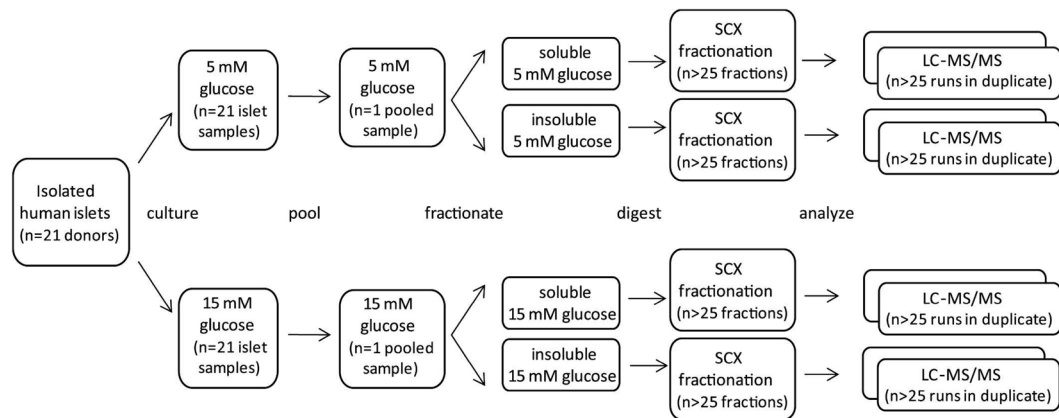 Isolated
human islets
(n=21 donors)
culture
pool
fractionate
digest
analyze
5 mM
glucose
(n=21 islet
samples)
5 mM
glucose
(n=1 pooled
sample)
soluble
5 mM glucose
insoluble
5 mM glucose
SCX
fractionation
(n>25 fractions)
SCX
fractionation
(n>25 fractions)
LC-MS/MS
(n>25 runs in duplicate)
LC-MS/MS
(n>25 runs in duplicate)
15 mM
glucose
(n=21 islet
samples)
15 mM
glucose
(n=1 pooled
sample)
soluble
15 mM glucose
insoluble
15 mM glucose
SCX
fractionation
(n>25 fractions)
SCX
fractionation
(n>25 fractions)
LC-MS/MS
(n>25 runs in duplicate)
LC-MS/MS
(n>25 runs in duplicate)